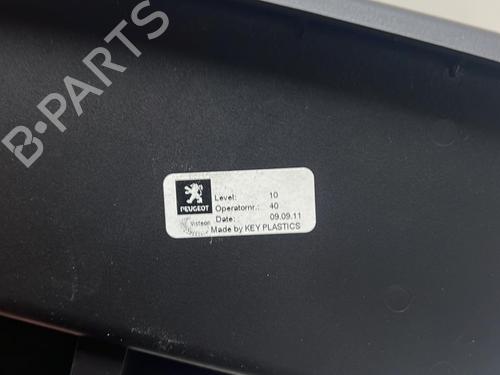 B-PARTS
PEUGEOT
Visteon
Level: 10
Operatornr.: 40
Date: 09.09.11
Made by KEY PLASTICS